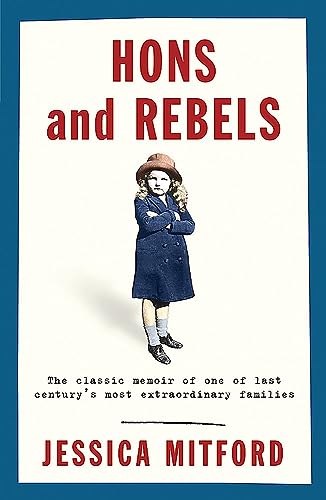 HONS
and REBELS
The classic memoir of one of last
century's most extraordinary families
JESSICA MITFORD